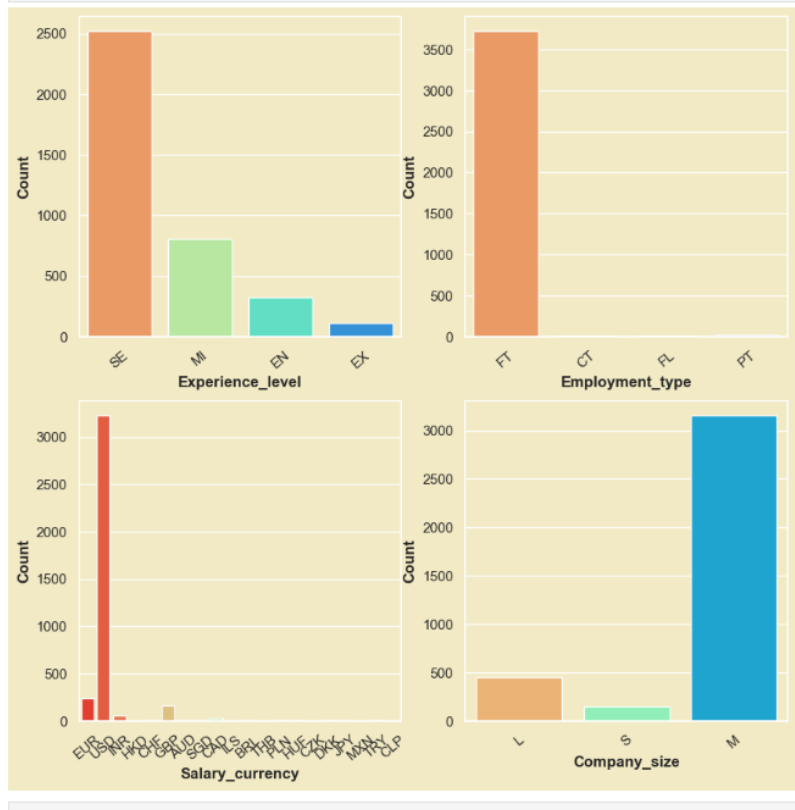 2500
2000
1500
1000
500
0
Count
SE
MI
EN
EX
Experience_level
3500
3000
2500
2000
1500
1000
500
0
Count
FT
CT
FL
PT
Employment_type
3000
2500
2000
1500
1000
500
0
Count
EUR
USD
INR
HKD
CHF
GBP
AUD
SGD
CAD
ILS
BRL
THB
PLN
HUF
CZK
DKK
JPY
MXN
TRY
CLP
Salary_currency
3000
2500
2000
1500
1000
500
0
Count
L
S
M
Company_size